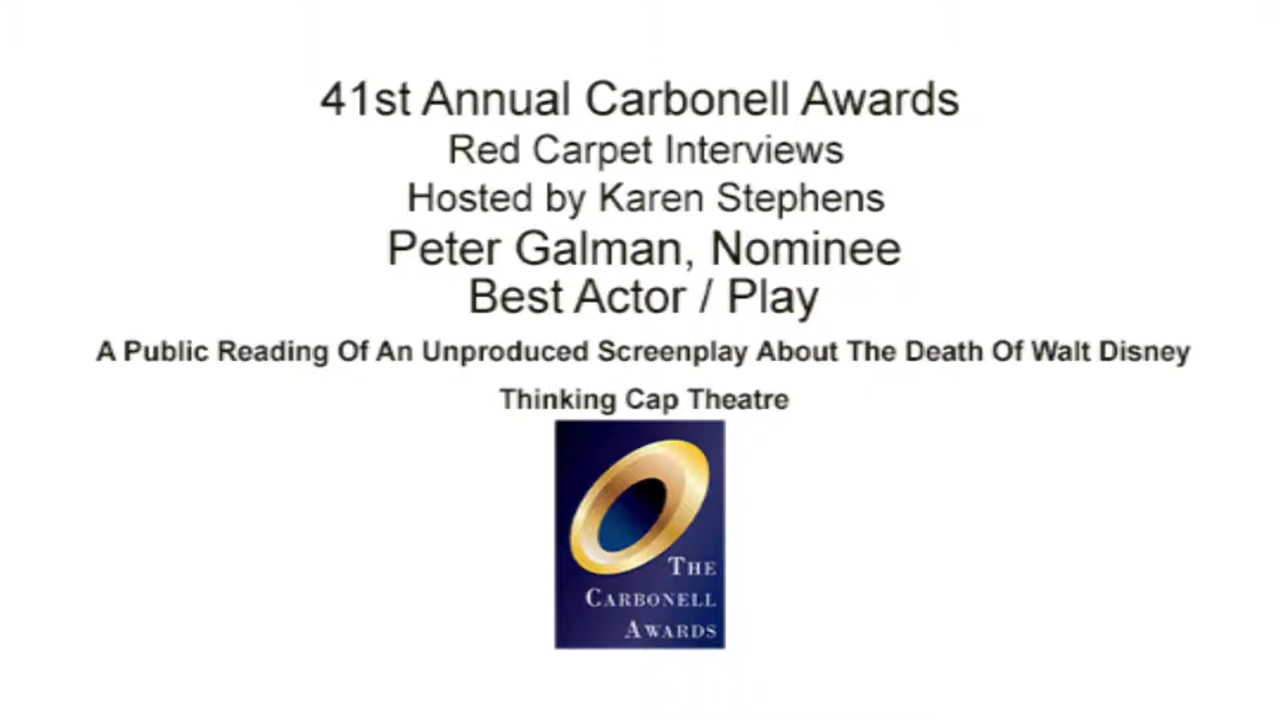 41st Annual Carbonell Awards
Red Carpet Interviews
Hosted by Karen Stephens
Peter Galman, Nominee
Best Actor / Play
A Public Reading Of An Unproduced Screenplay About The Death Of Walt Disney
Thinking Cap Theatre
THE
CARBONELL
AWARDS